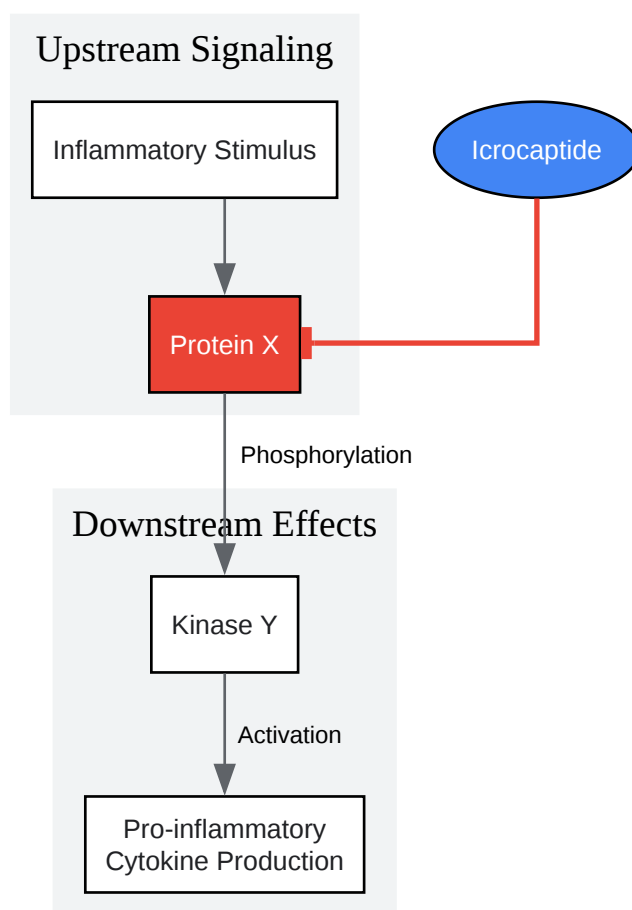 Upstream Signaling
Inflammatory Stimulus
Icrocaptide
Protein X
Phosphorylation
Downstream Effects
Kinase Y
Activation
Pro-inflammatory
Cytokine Production